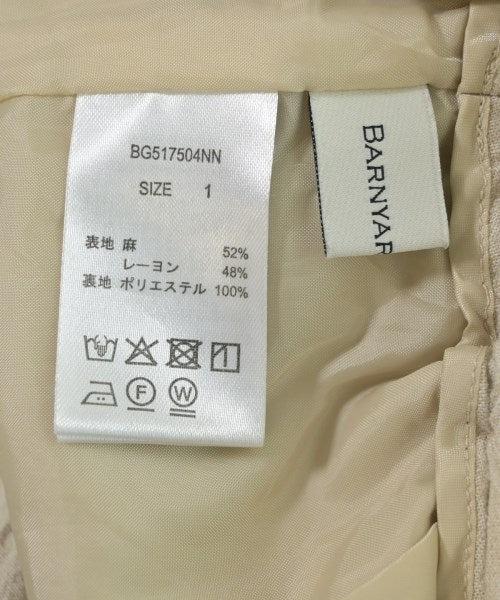 BG517504NN
SIZE 1
表地 麻 52%
レーヨン 48%
裏地 ポリエステル 100%
F W
BARNYAR